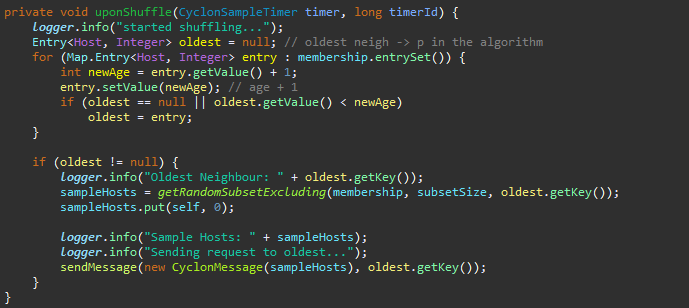 private void uponShuffle(CyclonSampleTimer timer, long timerId) {
    logger.info("started shuffling...");
    Entry<Host, Integer> oldest = null; // oldest neigh -> p in the algorithm
    for (Map.Entry<Host, Integer> entry : membership.entrySet()) {
        int newAge = entry.getValue() + 1;
        entry.setValue(newAge); // age + 1
        if (oldest == null || oldest.getValue() < newAge)
            oldest = entry;
    }

    if (oldest != null) {
        logger.info("Oldest Neighbour: " + oldest.getKey());
        sampleHosts = getRandomSubsetExcluding(membership, subsetSize, oldest.getKey());
        sampleHosts.put(self, 0);

        logger.info("Sample Hosts: " + sampleHosts);
        logger.info("Sending request to oldest...");
        sendMessage(new CyclonMessage(sampleHosts), oldest.getKey());
    }
}